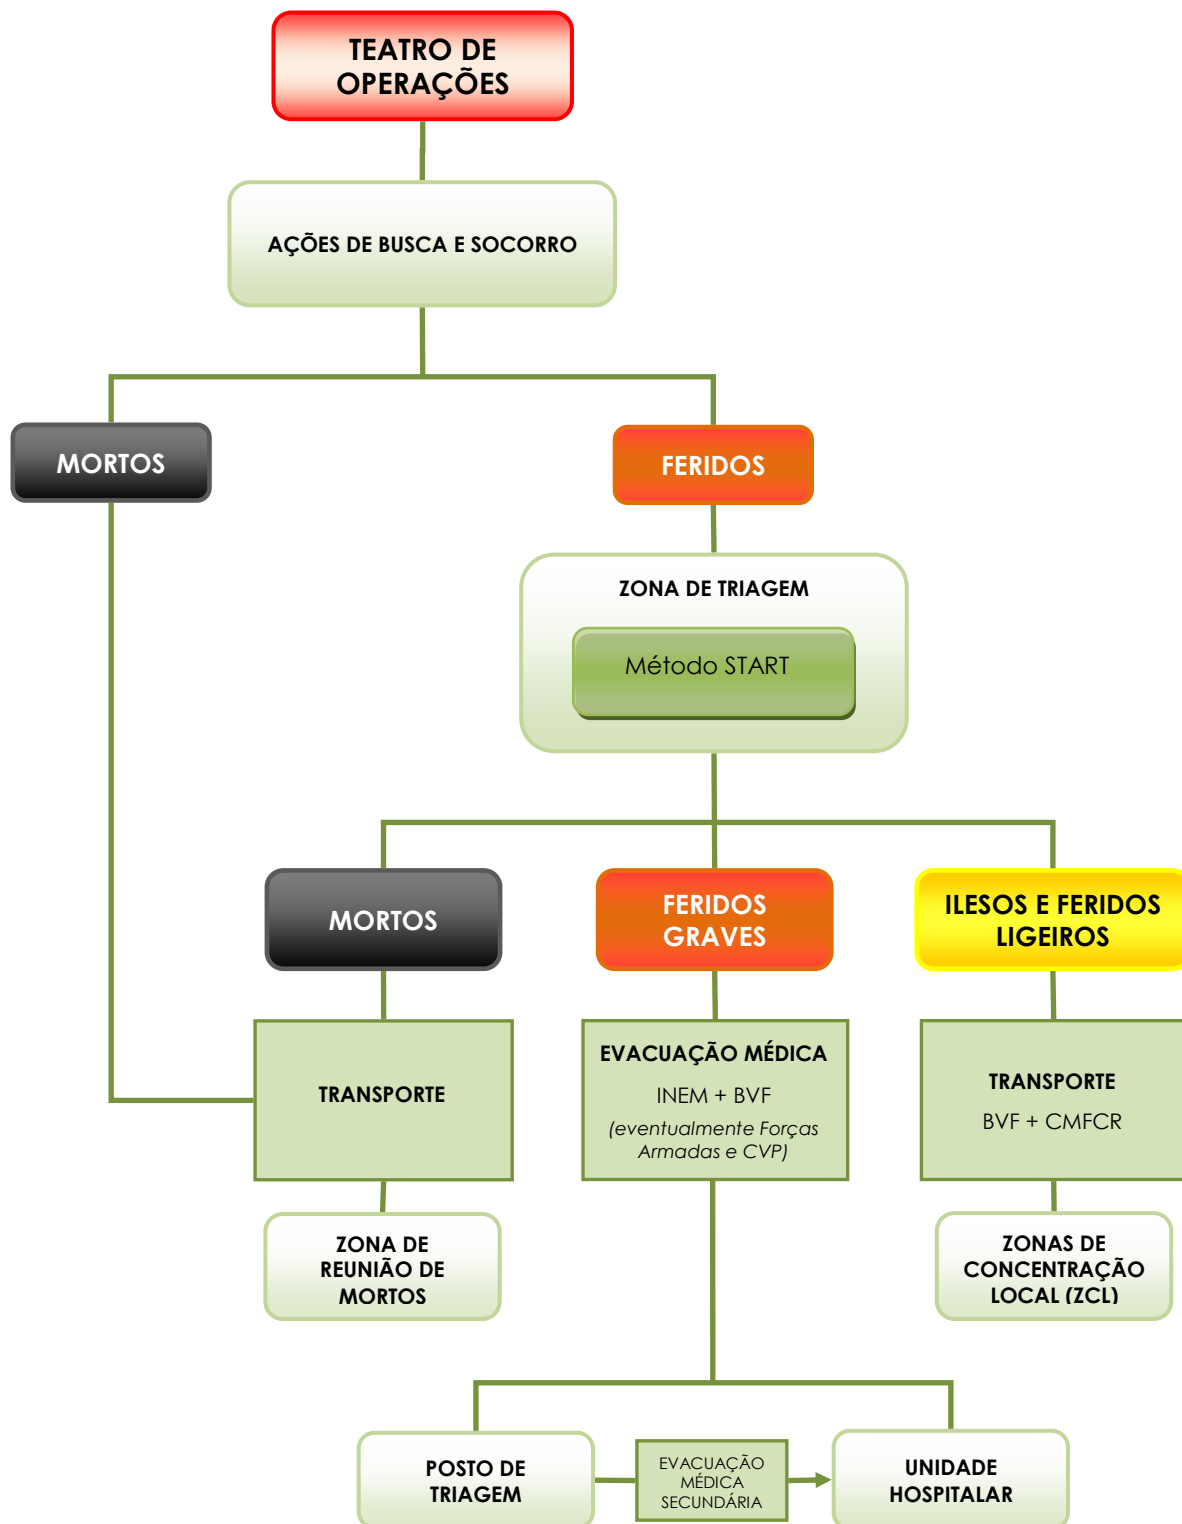 TEATRO DE
OPERAÇÕES
AÇÕES DE BUSCA E SOCORRO
MORTOS
FERIDOS
ZONA DE TRIAGEM
Método START
MORTOS
FERIDOS
GRAVES
ILESOS E FERIDOS
LIGEIROS
TRANSPORTE
EVACUAÇÃO MÉDICA
INEM + BVF
(eventualmente Forças
Armadas e CVP)
TRANSPORTE
BVF + CMFCR
ZONA DE
REUNIÃO DE
MORTOS
ZONAS DE
CONCENTRAÇÃO
LOCAL (ZCL)
POSTO DE
TRIAGEM
EVACUAÇÃO
MÉDICA
SECUNDÁRIA
UNIDADE
HOSPITALAR